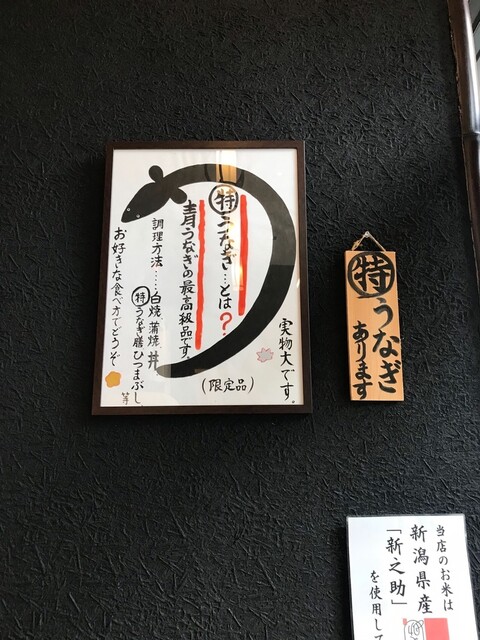 特うなぎ…とは?
青うなぎの最高級品です。
調理方法……白焼 蒲焼 丼
特うなぎ膳 ひつまぶし 等
お好きな食べ方でどうぞ
実物大です。
(限定品)
特うなぎ
あります
当店のお米は
新潟県産
「新之助」
を使用して